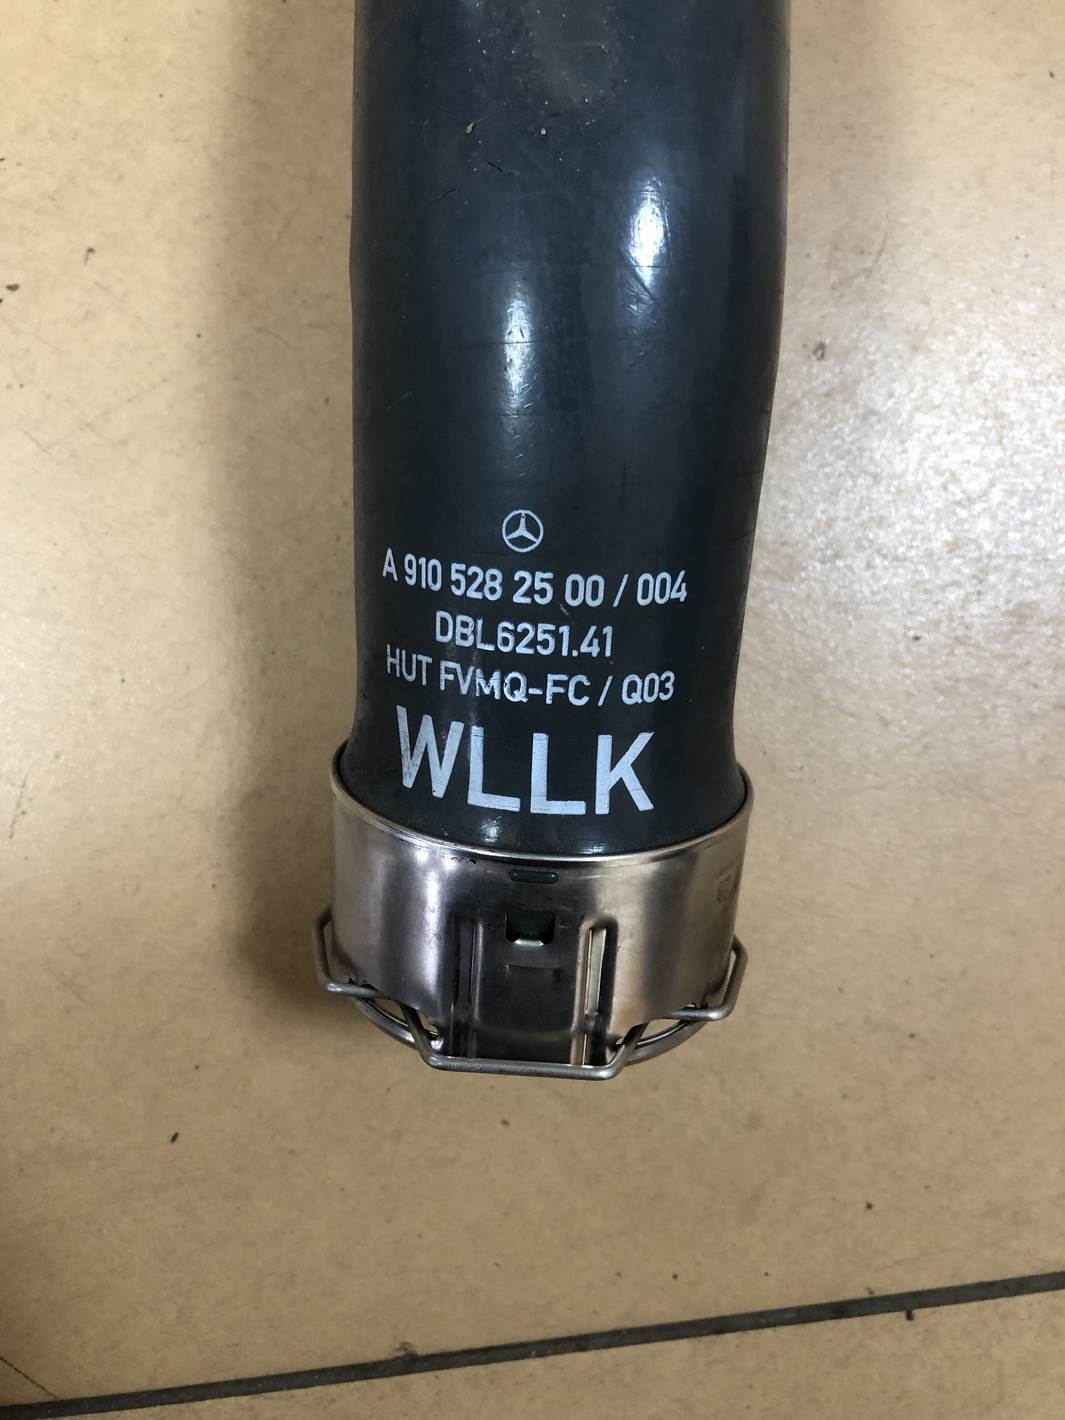 A 910 528 25 00 / 004
DBL6251.41
HUT FVMQ-FC / Q03
WLLK